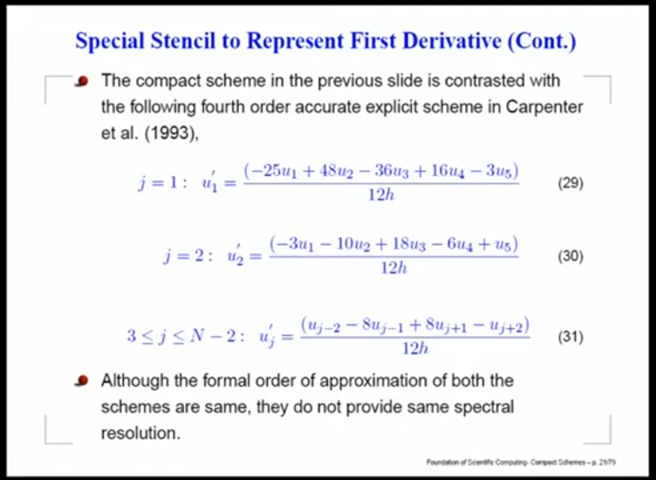 Special Stencil to Represent First Derivative (Cont.)
The compact scheme in the previous slide is contrasted with
the following fourth order accurate explicit scheme in Carpenter
et al. (1993),
j = 1 : u′₁ = (−25u₁ + 48u₂ − 36u₃ + 16u₄ − 3u₅) / 12h (29)
j = 2 : u′₂ = (−3u₁ − 10u₂ + 18u₃ − 6u₄ + u₅) / 12h (30)
3 ≤ j ≤ N − 2 : u′ⱼ = (uⱼ₋₂ − 8uⱼ₋₁ + 8uⱼ₊₁ − uⱼ₊₂) / 12h (31)
Although the formal order of approximation of both the
schemes are same, they do not provide same spectral
resolution.
Foundation of Scientific Computing- Compact Schemes – p. 21/79